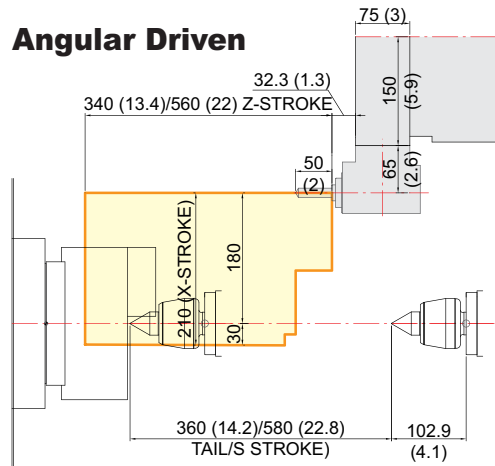 Angular Driven
75 (3)
32.3 (1.3)
340 (13.4)/560 (22) Z-STROKE
150
(5.9)
50
(2)
65
(2.6)
210 (X-STROKE)
180
30
360 (14.2)/580 (22.8)
TAIL/S STROKE)
102.9
(4.1)